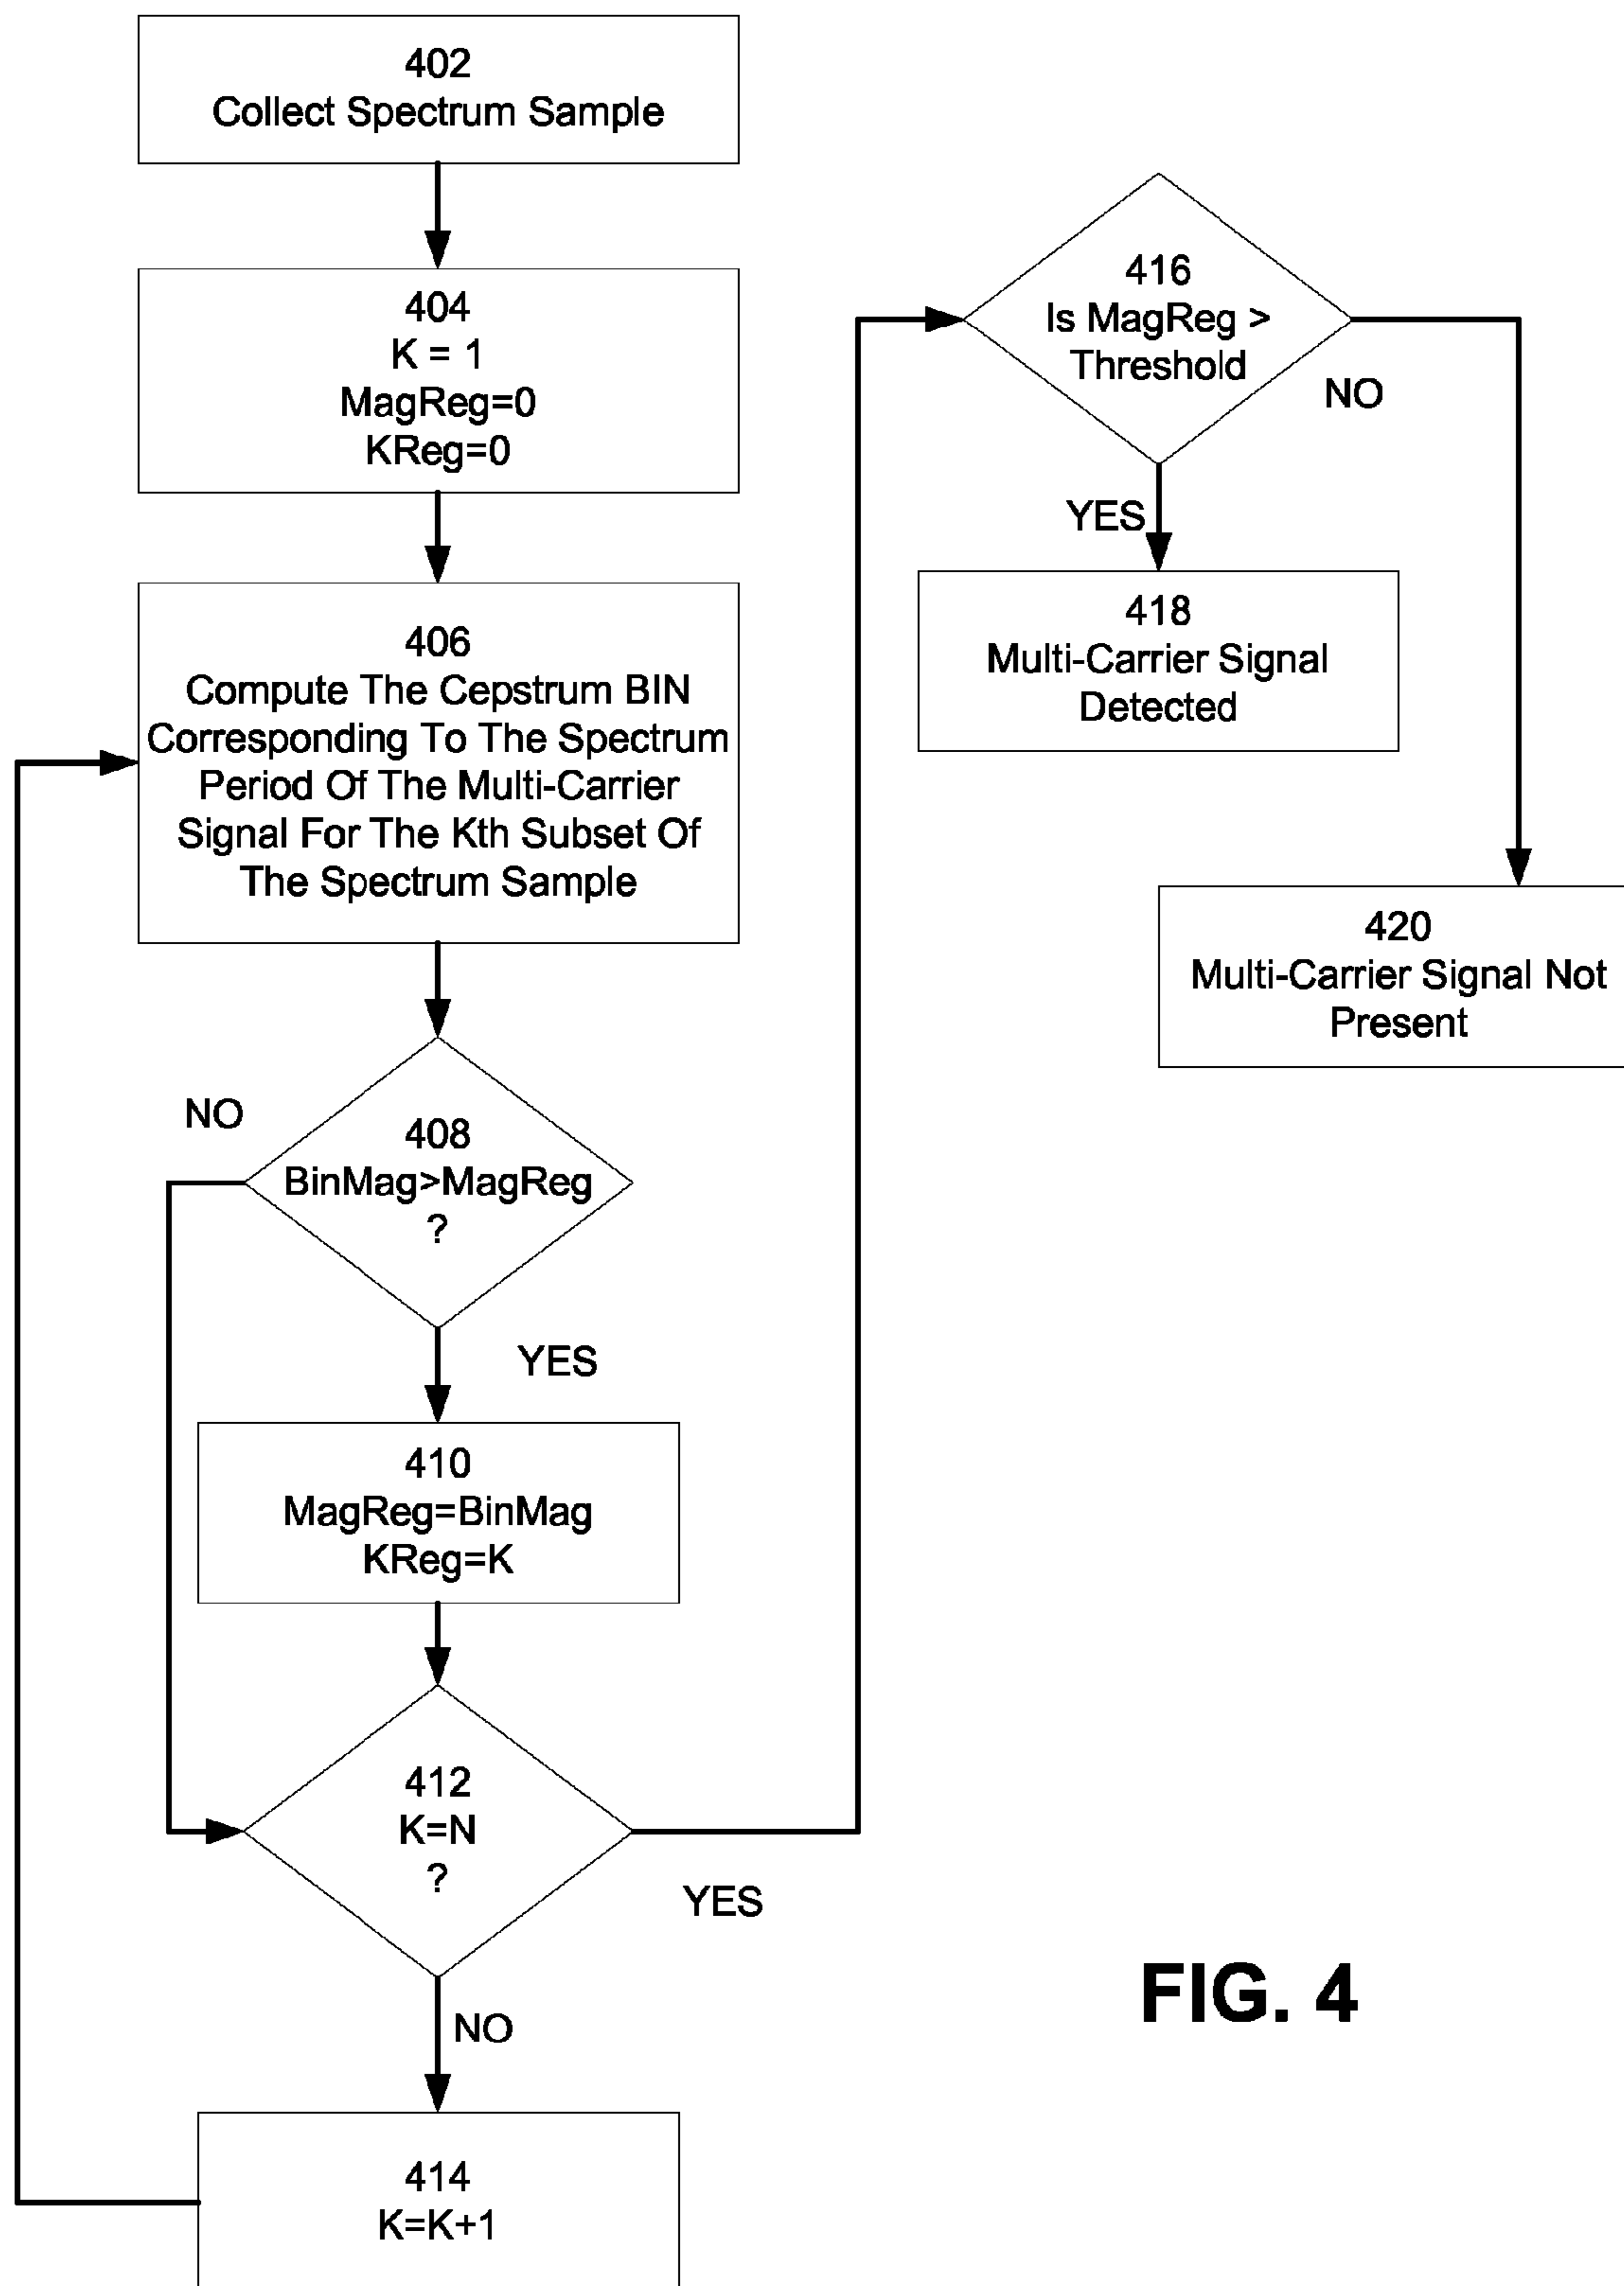 402
Collect Spectrum Sample
404
K = 1
MagReg=0
KReg=0
406
Compute The Cepstrum BIN
Corresponding To The Spectrum
Period Of The Multi-Carrier
Signal For The Kth Subset Of
The Spectrum Sample
NO
408
BinMag>MagReg
?
YES
410
MagReg=BinMag
KReg=K
412
K=N
?
YES
NO
414
K=K+1
416
Is MagReg >
Threshold
NO
YES
418
Multi-Carrier Signal
Detected
420
Multi-Carrier Signal Not
Present
FIG. 4